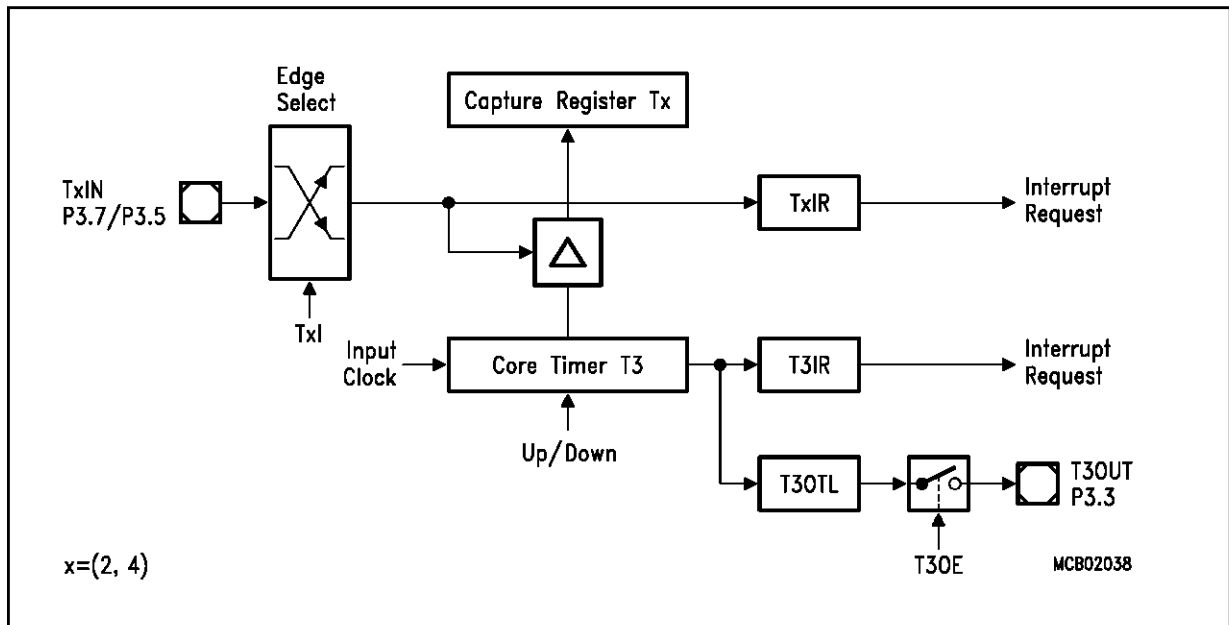 Edge
Select
Capture Register Tx
TxIN
P3.7/P3.5
TxIR
Interrupt
Request
TxI
Input
Clock
Core Timer T3
T3IR
Interrupt
Request
Up/Down
T3OTL
T3OUT
P3.3
T3OE
x=(2, 4)
MCB02038